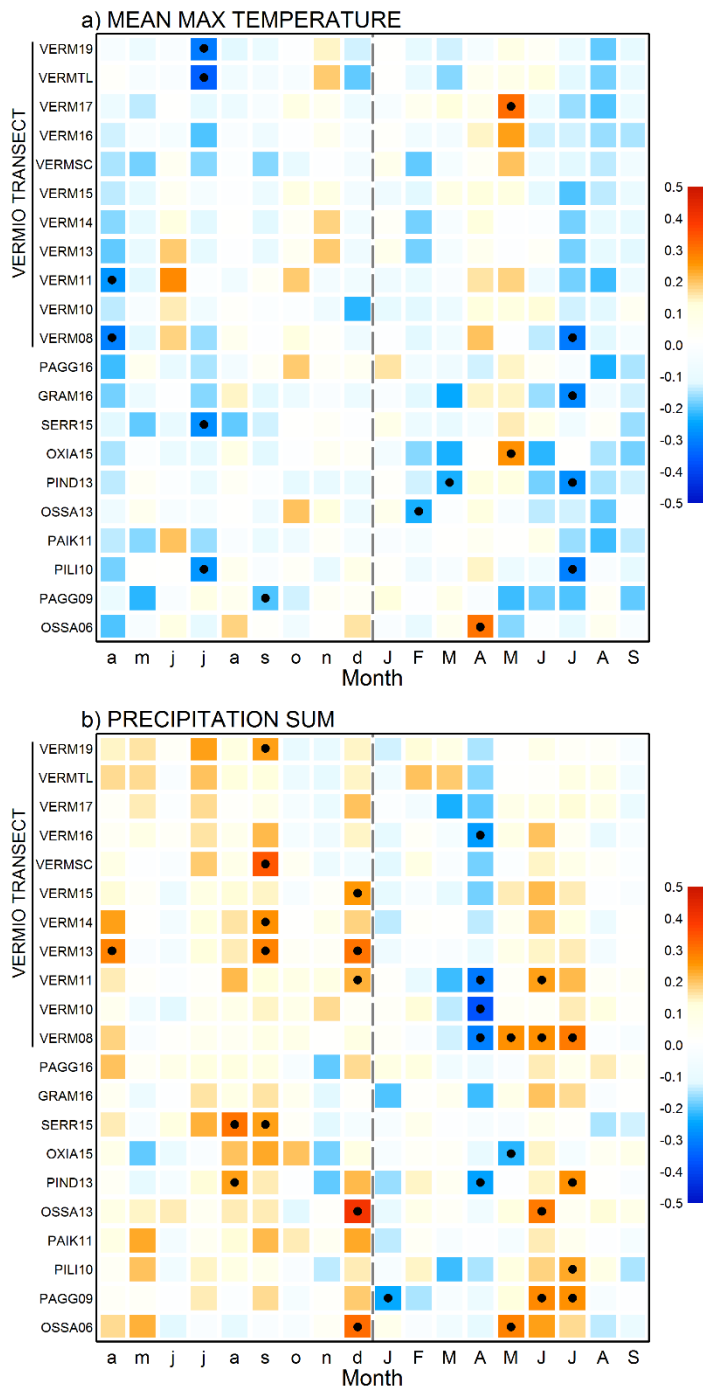 a) MEAN MAX TEMPERATURE
VERMIO TRANSECT
VERM19
VERMTL
VERM17
VERM16
VERMSC
VERM15
VERM14
VERM13
VERM11
VERM10
VERM08
PAGG16
GRAM16
SERR15
OXIA15
PIND13
OSSA13
PAIK11
PILI10
PAGG09
OSSA06
a m j j a s o n d J F M A M J J A S
Month
0.5
0.4
0.3
0.2
0.1
0.0
-0.1
-0.2
-0.3
-0.4
-0.5
b) PRECIPITATION SUM
VERMIO TRANSECT
VERM19
VERMTL
VERM17
VERM16
VERMSC
VERM15
VERM14
VERM13
VERM11
VERM10
VERM08
PAGG16
GRAM16
SERR15
OXIA15
PIND13
OSSA13
PAIK11
PILI10
PAGG09
OSSA06
a m j j a s o n d J F M A M J J A S
Month
0.5
0.4
0.3
0.2
0.1
0.0
-0.1
-0.2
-0.3
-0.4
-0.5